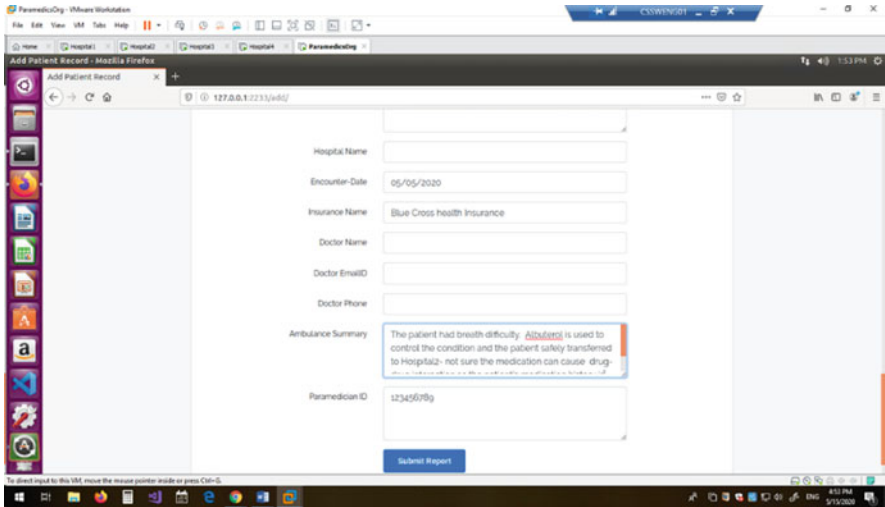 ParamedicsOrg - VMware Workstation
CSSWENG01
File Edit View VM Tabs Help
Home Hospital1 Hospital2 Hospital3 Hospital4 ParamedicsOrg
Add Patient Record - Mozilla Firefox
1:53 PM
Add Patient Record
127.0.0.1:2233/add/
Hospital Name
Encounter-Date 05/05/2020
Insurance Name Blue Cross health Insurance
Doctor Name
Doctor EmailID
Doctor Phone
Ambulance Summary The patient had breath difficulty. Albuterol is used to
control the condition and the patient safely transferred
to Hospital2- not sure the medication can cause drug-
Paramedician ID 123456789
Submit Report
To direct input to this VM, move the mouse pointer inside or press Ctrl+G.
ENG
4:53 PM
5/13/2020